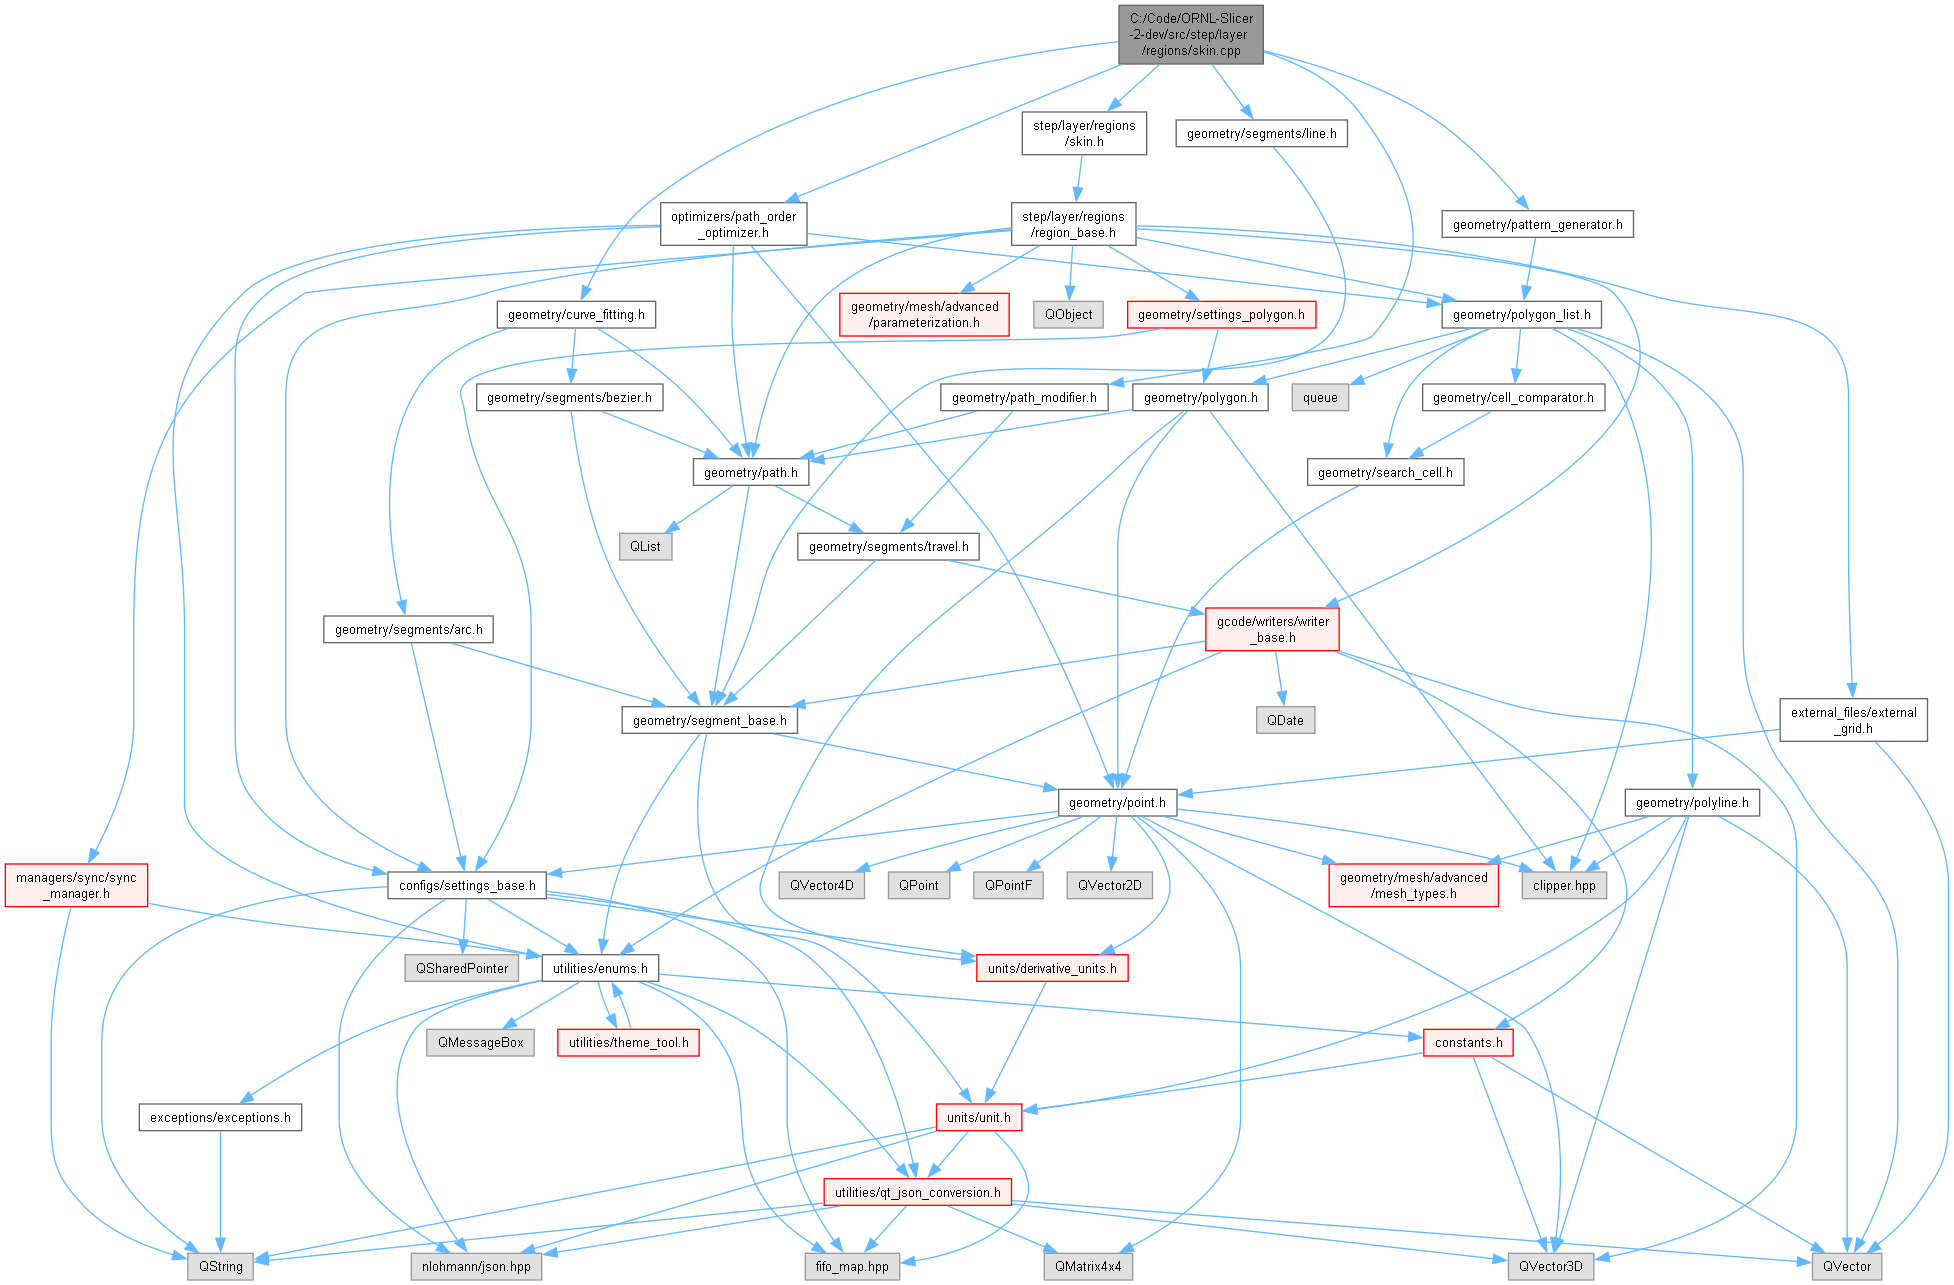 C:/Code/ORNL-Slicer
-2-dev/src/step/layer
/regions/skin.cpp
step/layer/regions
/skin.h
geometry/segments/line.h
optimizers/path_order
_optimizer.h
step/layer/regions
/region_base.h
geometry/pattern_generator.h
geometry/curve_fitting.h
geometry/mesh/advanced
/parameterization.h
QObject
geometry/settings_polygon.h
geometry/polygon_list.h
geometry/segments/bezier.h
geometry/path_modifier.h
geometry/polygon.h
queue
geometry/cell_comparator.h
geometry/path.h
geometry/search_cell.h
QList
geometry/segments/travel.h
geometry/segments/arc.h
gcode/writers/writer
_base.h
geometry/segment_base.h
QDate
external_files/external
_grid.h
geometry/point.h
geometry/polyline.h
managers/sync/sync
_manager.h
configs/settings_base.h
QVector4D
QPoint
QPointF
QVector2D
geometry/mesh/advanced
/mesh_types.h
clipper.hpp
QSharedPointer
utilities/enums.h
units/derivative_units.h
QMessageBox
utilities/theme_tool.h
constants.h
exceptions/exceptions.h
units/unit.h
utilities/qt_json_conversion.h
QString
nlohmann/json.hpp
fifo_map.hpp
QMatrix4x4
QVector3D
QVector